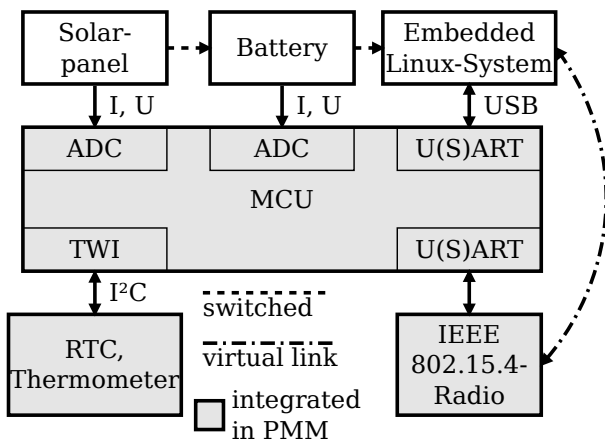 Solar-
panel
Battery
Embedded
Linux-System
I, U
I, U
USB
ADC
ADC
U(S)ART
MCU
TWI
U(S)ART
I²C
switched
virtual link
RTC,
Thermometer
IEEE
802.15.4-
Radio
integrated
in PMM